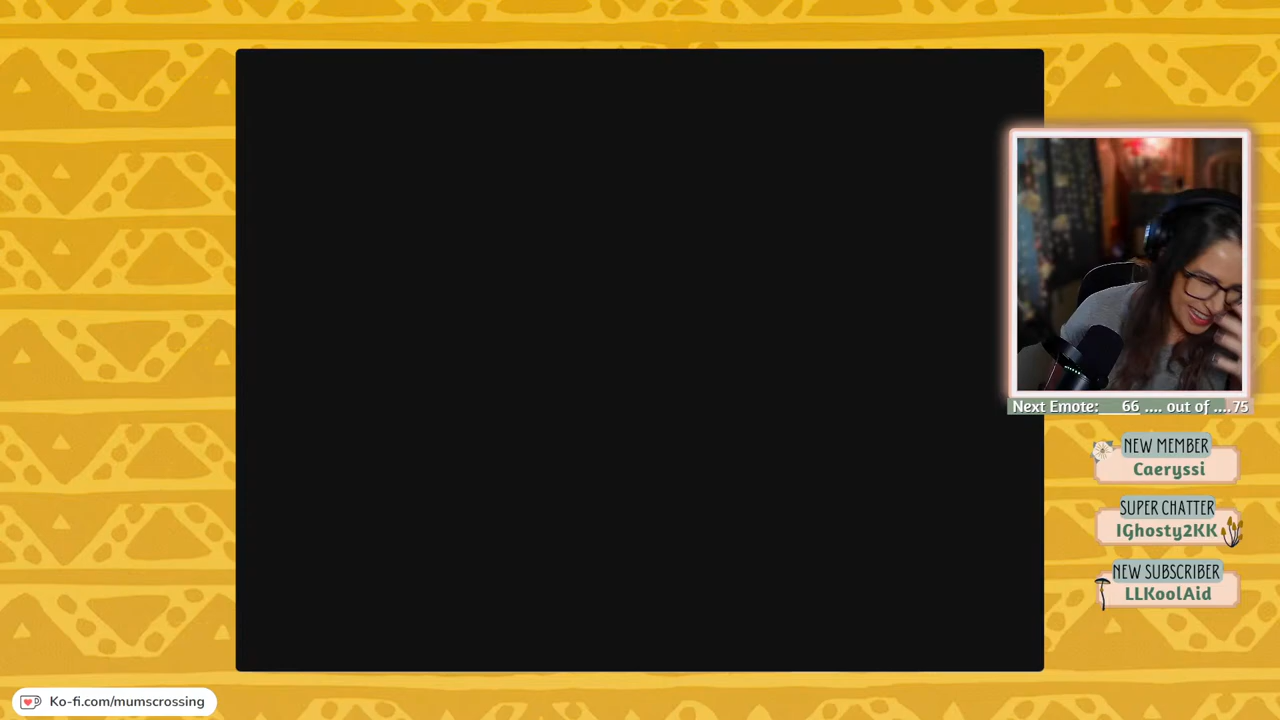 Next Emote: 66 .... out of ....75
NEW MEMBER
Caeryssi
SUPER CHATTER
IGhosty2KK
NEW SUBSCRIBER
LLKoolAid
Ko-fi.com/mumscrossing